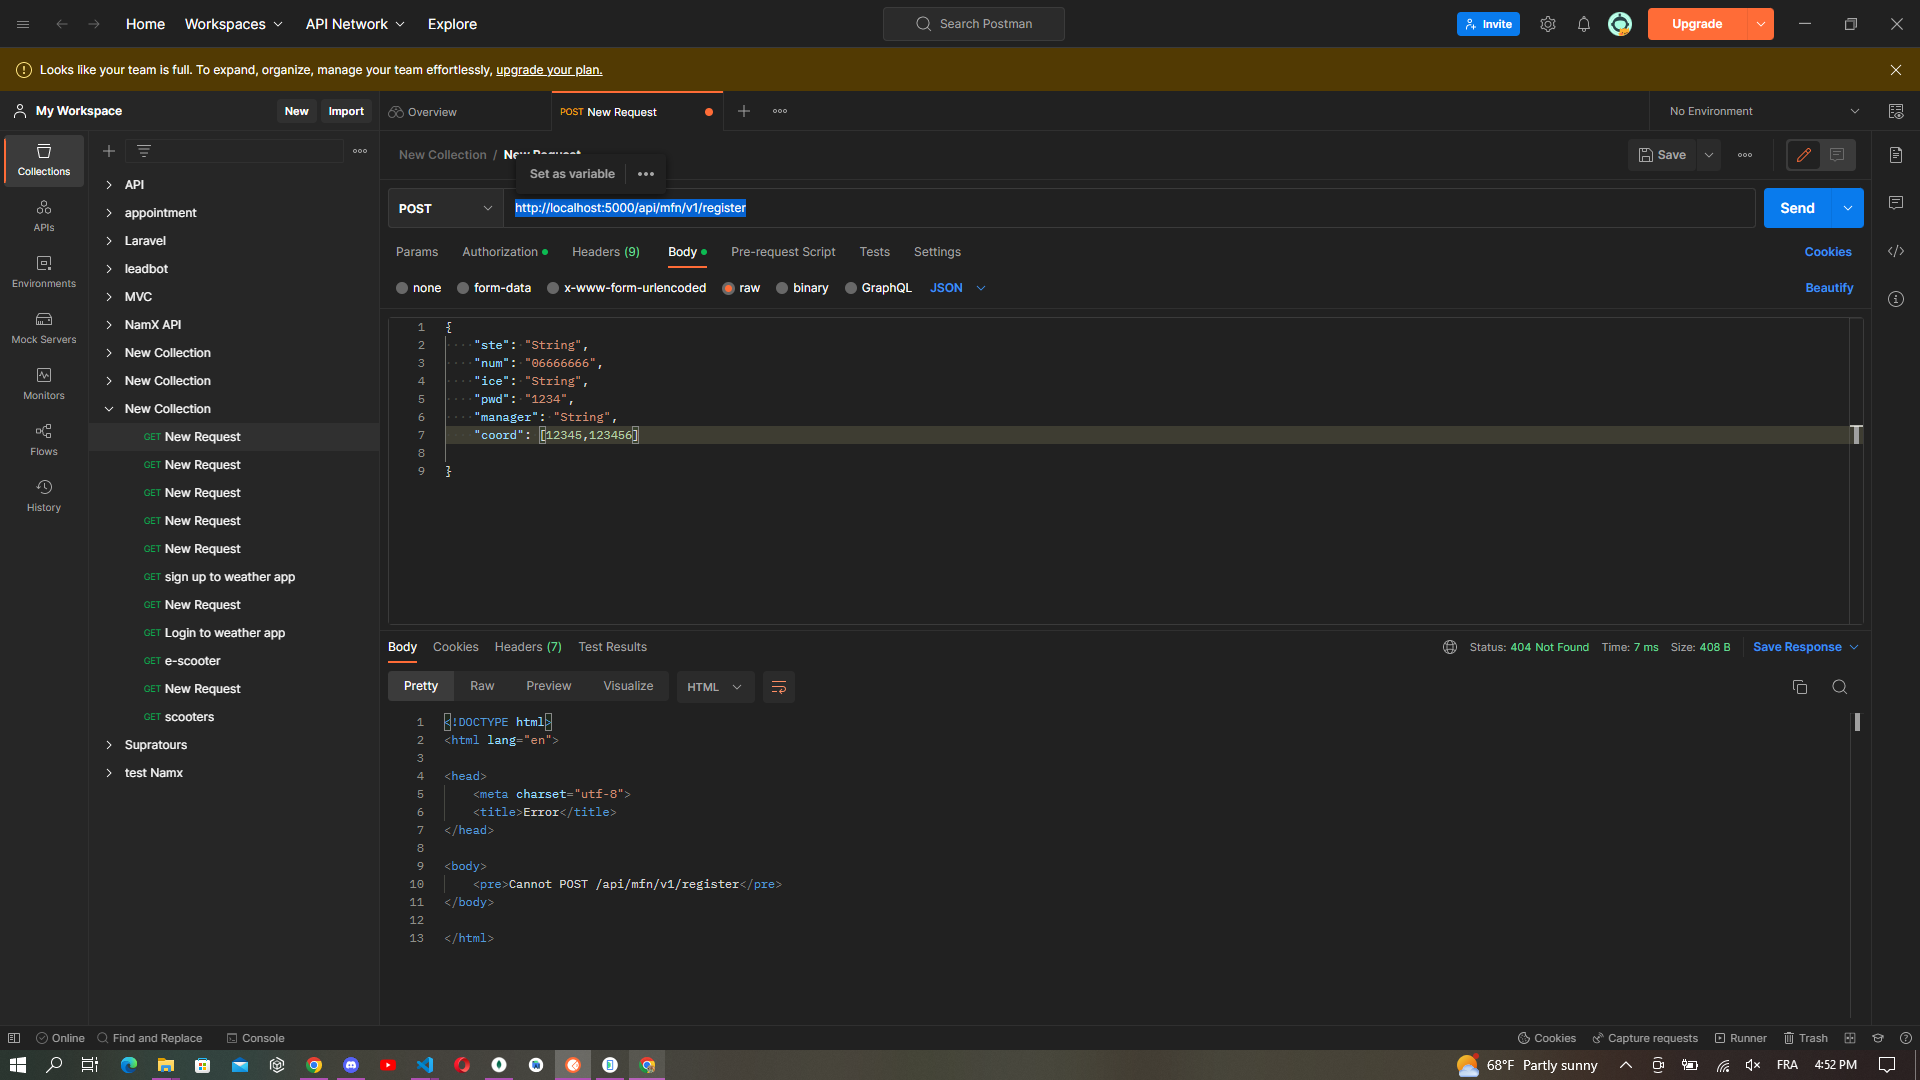 Home Workspaces API Network Explore Search Postman Invite Upgrade
Looks like your team is full. To expand, organize, manage your team effortlessly, upgrade your plan.
My Workspace New Import Overview POST New Request No Environment
Collections
APIs
Environments
Mock Servers
Monitors
Flows
History
API
appointment
Laravel
leadbot
MVC
NamX API
New Collection
New Collection
New Collection
GET New Request
GET New Request
GET New Request
GET New Request
GET New Request
GET sign up to weather app
GET New Request
GET Login to weather app
GET e-scooter
GET New Request
GET scooters
Supratours
test Namx
New Collection / New Request Save
Set as variable
POST http://localhost:5000/api/mfn/v1/register Send
Params Authorization Headers (9) Body Pre-request Script Tests Settings Cookies
none form-data x-www-form-urlencoded raw binary GraphQL JSON Beautify
1 {
2 "ste": "String",
3 "num": "06666666",
4 "ice": "String",
5 "pwd": "1234",
6 "manager": "String",
7 "coord": [12345,123456]
8
9 }
Body Cookies Headers (7) Test Results Status: 404 Not Found Time: 7 ms Size: 408 B Save Response
Pretty Raw Preview Visualize HTML
1 <!DOCTYPE html>
2 <html lang="en">
3
4 <head>
5 <meta charset="utf-8">
6 <title>Error</title>
7 </head>
8
9 <body>
10 <pre>Cannot POST /api/mfn/v1/register</pre>
11 </body>
12
13 </html>
Online Find and Replace Console Cookies Capture requests Runner Trash
68°F Partly sunny FRA 4:52 PM